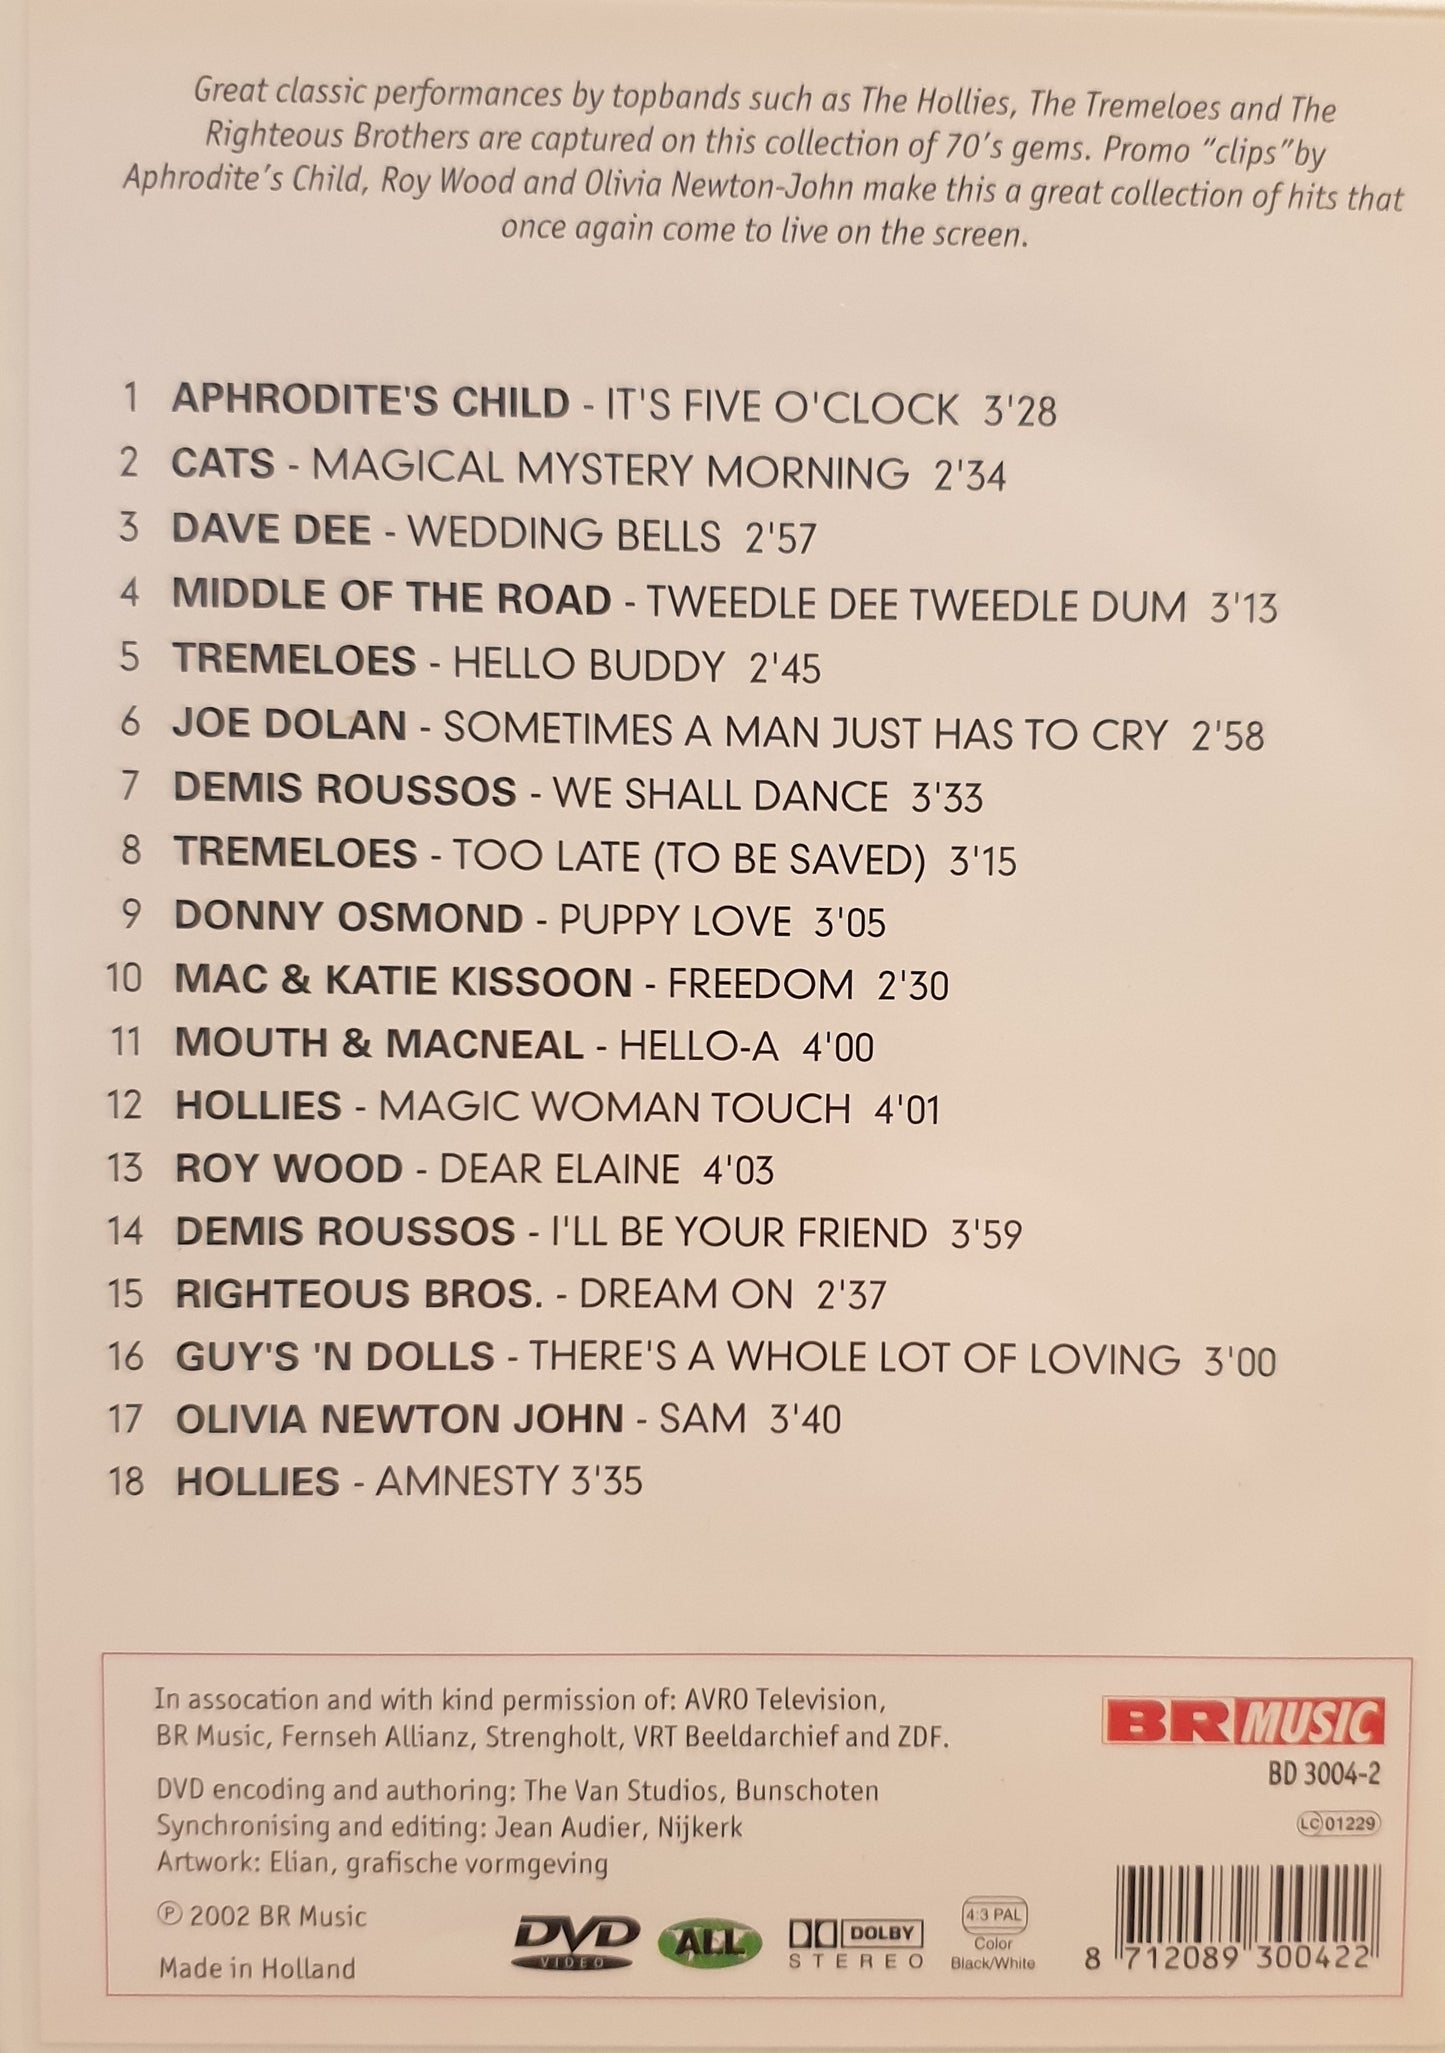 Great classic performances by topbands such as The Hollies, The Tremeloes and The
Righteous Brothers are captured on this collection of 70's gems. Promo "clips"by
Aphrodite's Child, Roy Wood and Olivia Newton-John make this a great collection of hits that
once again come to live on the screen.
1 APHRODITE'S CHILD - IT'S FIVE O'CLOCK 3'28
2 CATS - MAGICAL MYSTERY MORNING 2'34
3 DAVE DEE - WEDDING BELLS 2'57
4 MIDDLE OF THE ROAD - TWEEDLE DEE TWEEDLE DUM 3'13
5 TREMELOES - HELLO BUDDY 2'45
6 JOE DOLAN - SOMETIMES A MAN JUST HAS TO CRY 2'58
7 DEMIS ROUSSOS - WE SHALL DANCE 3'33
8 TREMELOES - TOO LATE (TO BE SAVED) 3'15
9 DONNY OSMOND - PUPPY LOVE 3'05
10 MAC & KATIE KISSOON - FREEDOM 2'30
11 MOUTH & MACNEAL - HELLO-A 4'00
12 HOLLIES - MAGIC WOMAN TOUCH 4'01
13 ROY WOOD - DEAR ELAINE 4'03
14 DEMIS ROUSSOS - I'LL BE YOUR FRIEND 3'59
15 RIGHTEOUS BROS. - DREAM ON 2'37
16 GUY'S 'N DOLLS - THERE'S A WHOLE LOT OF LOVING 3'00
17 OLIVIA NEWTON JOHN - SAM 3'40
18 HOLLIES - AMNESTY 3'35
In assocation and with kind permission of: AVRO Television,
BR Music, Fernseh Allianz, Strengholt, VRT Beeldarchief and ZDF.
DVD encoding and authoring: The Van Studios, Bunschoten
Synchronising and editing: Jean Audier, Nijkerk
Artwork: Elian, grafische vormgeving
℗ 2002 BR Music
Made in Holland
DVD
VIDEO
ALL
DOLBY
STEREO
4:3 PAL
Color
Black/White
BR MUSIC
BD 3004-2
LC 01229
8 712089 300422